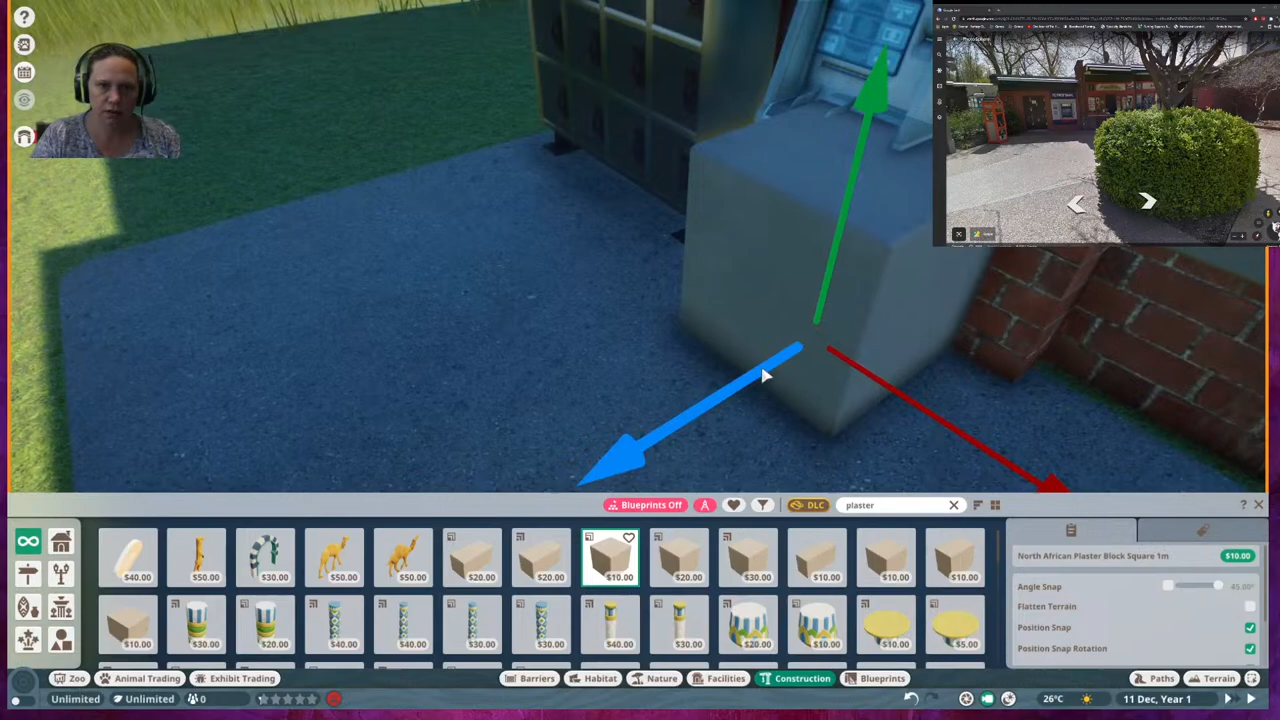 ?
Blueprints Off
DLC
plaster
?
$40.00 $50.00 $30.00 $50.00 $50.00 $20.00 $20.00 $10.00 $20.00 $30.00 $10.00 $10.00 $10.00
$10.00 $30.00 $20.00 $40.00 $40.00 $30.00 $30.00 $40.00 $30.00 $20.00 $20.00 $10.00 $5.00
North African Plaster Block Square 1m $10.00
Angle Snap 45.00°
Flatten Terrain
Position Snap
Position Snap Rotation
Zoo Animal Trading Exhibit Trading Barriers Habitat Nature Facilities Construction Blueprints Paths Terrain
Unlimited Unlimited 0 26°C 11 Dec, Year 1